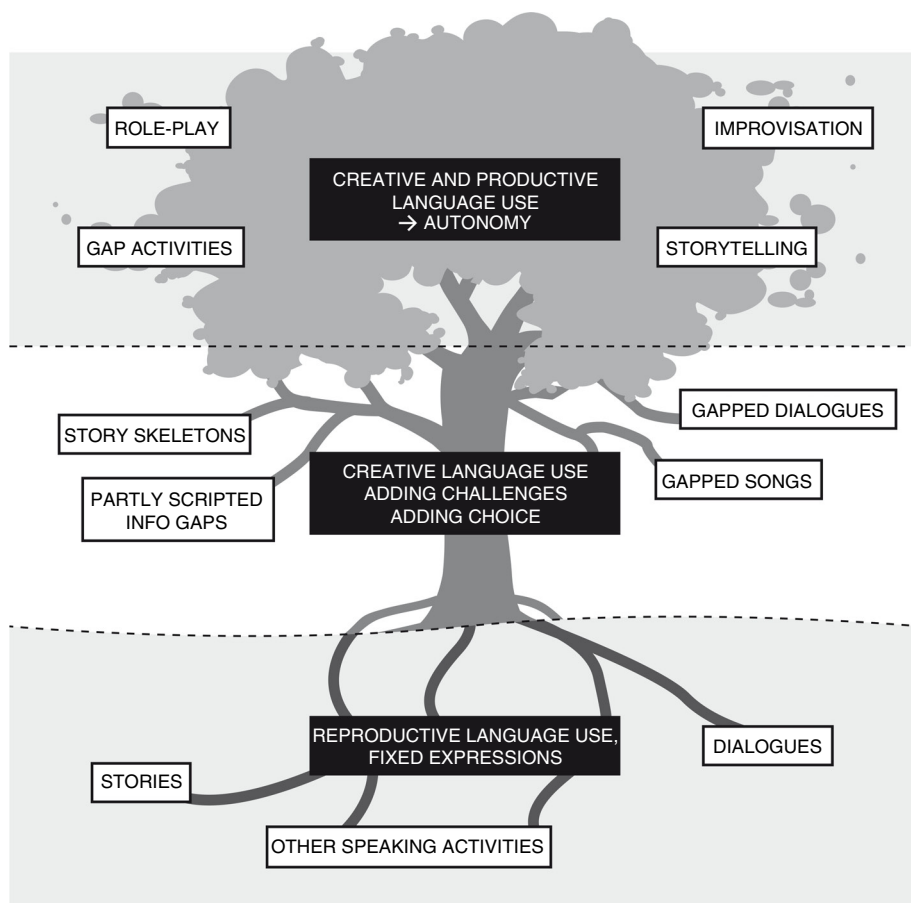 ROLE-PLAY
IMPROVISATION
CREATIVE AND PRODUCTIVE
LANGUAGE USE
→ AUTONOMY
GAP ACTIVITIES
STORYTELLING
GAPPED DIALOGUES
STORY SKELETONS
CREATIVE LANGUAGE USE
ADDING CHALLENGES
ADDING CHOICE
GAPPED SONGS
PARTLY SCRIPTED
INFO GAPS
REPRODUCTIVE LANGUAGE USE,
FIXED EXPRESSIONS
DIALOGUES
STORIES
OTHER SPEAKING ACTIVITIES